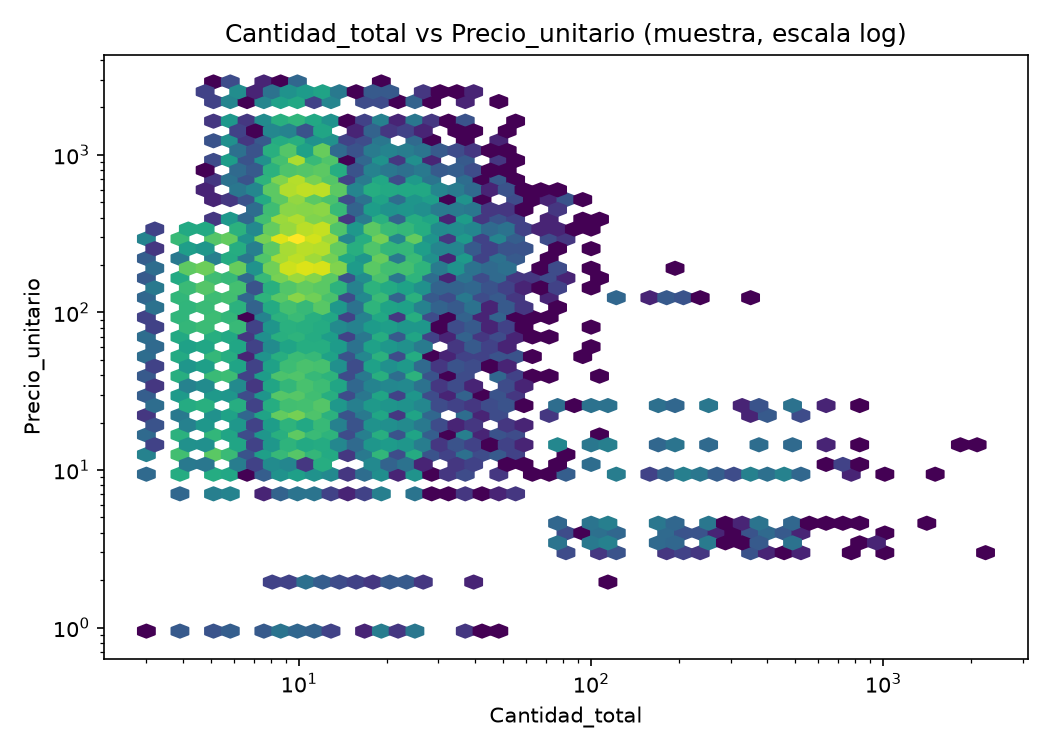 Cantidad_total vs Precio_unitario (muestra, escala log)
Precio_unitario
10³
10²
10¹
10⁰
10¹ 10² 10³
Cantidad_total